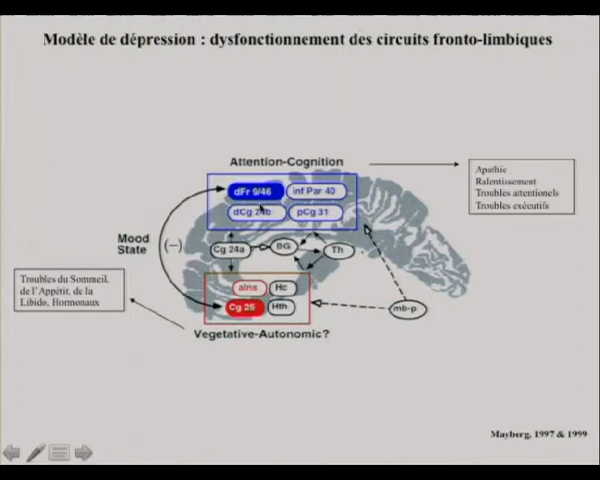 Modèle de dépression : dysfonctionnement des circuits fronto-limbiques
Attention-Cognition
dFr 9/46
inf Par 40
dCg 24b
pCg 31
Apathie
Ralentissement
Troubles attentionels
Troubles exécutifs
Mood
State
(–)
Cg 24a
BG
Th
Troubles du Sommeil,
de l'Appétit, de la
Libido, Hormonaux
aIns
Hc
Cg 25
Hth
mb-p
Vegetative-Autonomic?
Mayberg, 1997 & 1999